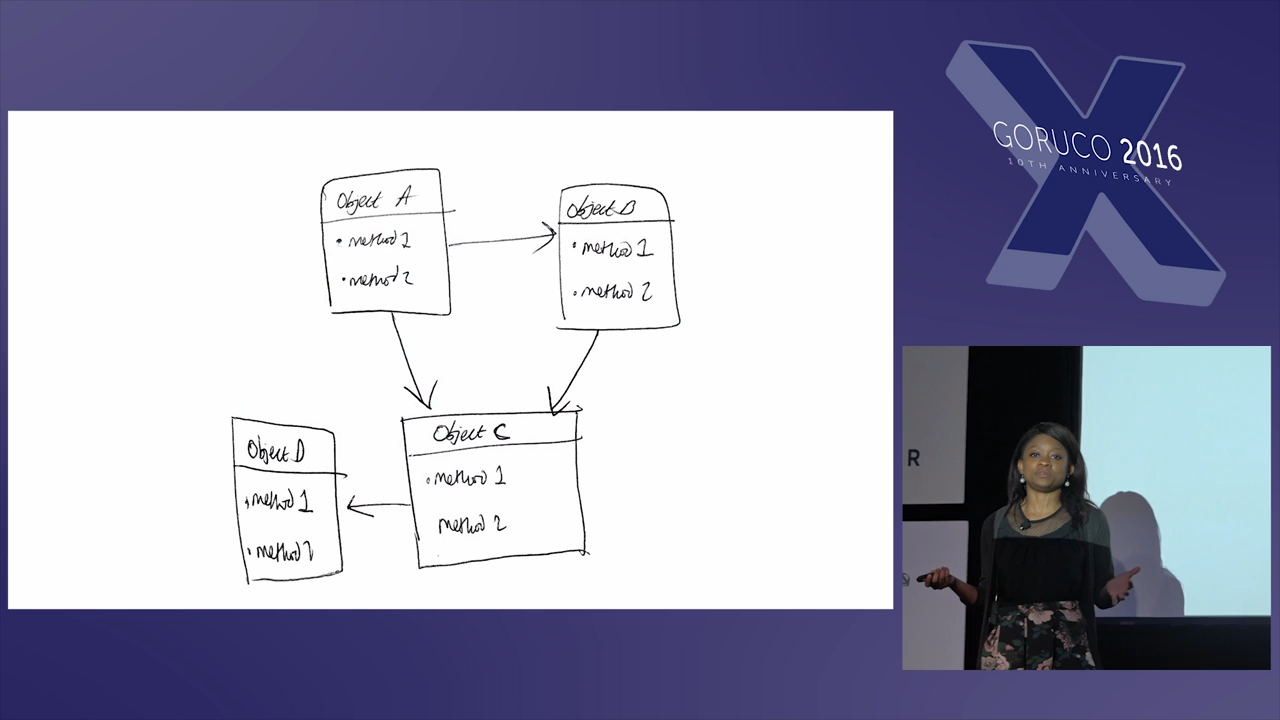 Object A
• method 1
• method 2
Object B
• method 1
• method 2
Object C
• method 1
method 2
Object D
• method 1
• method 2
GORUCO 2016
10TH ANNIVERSARY
R